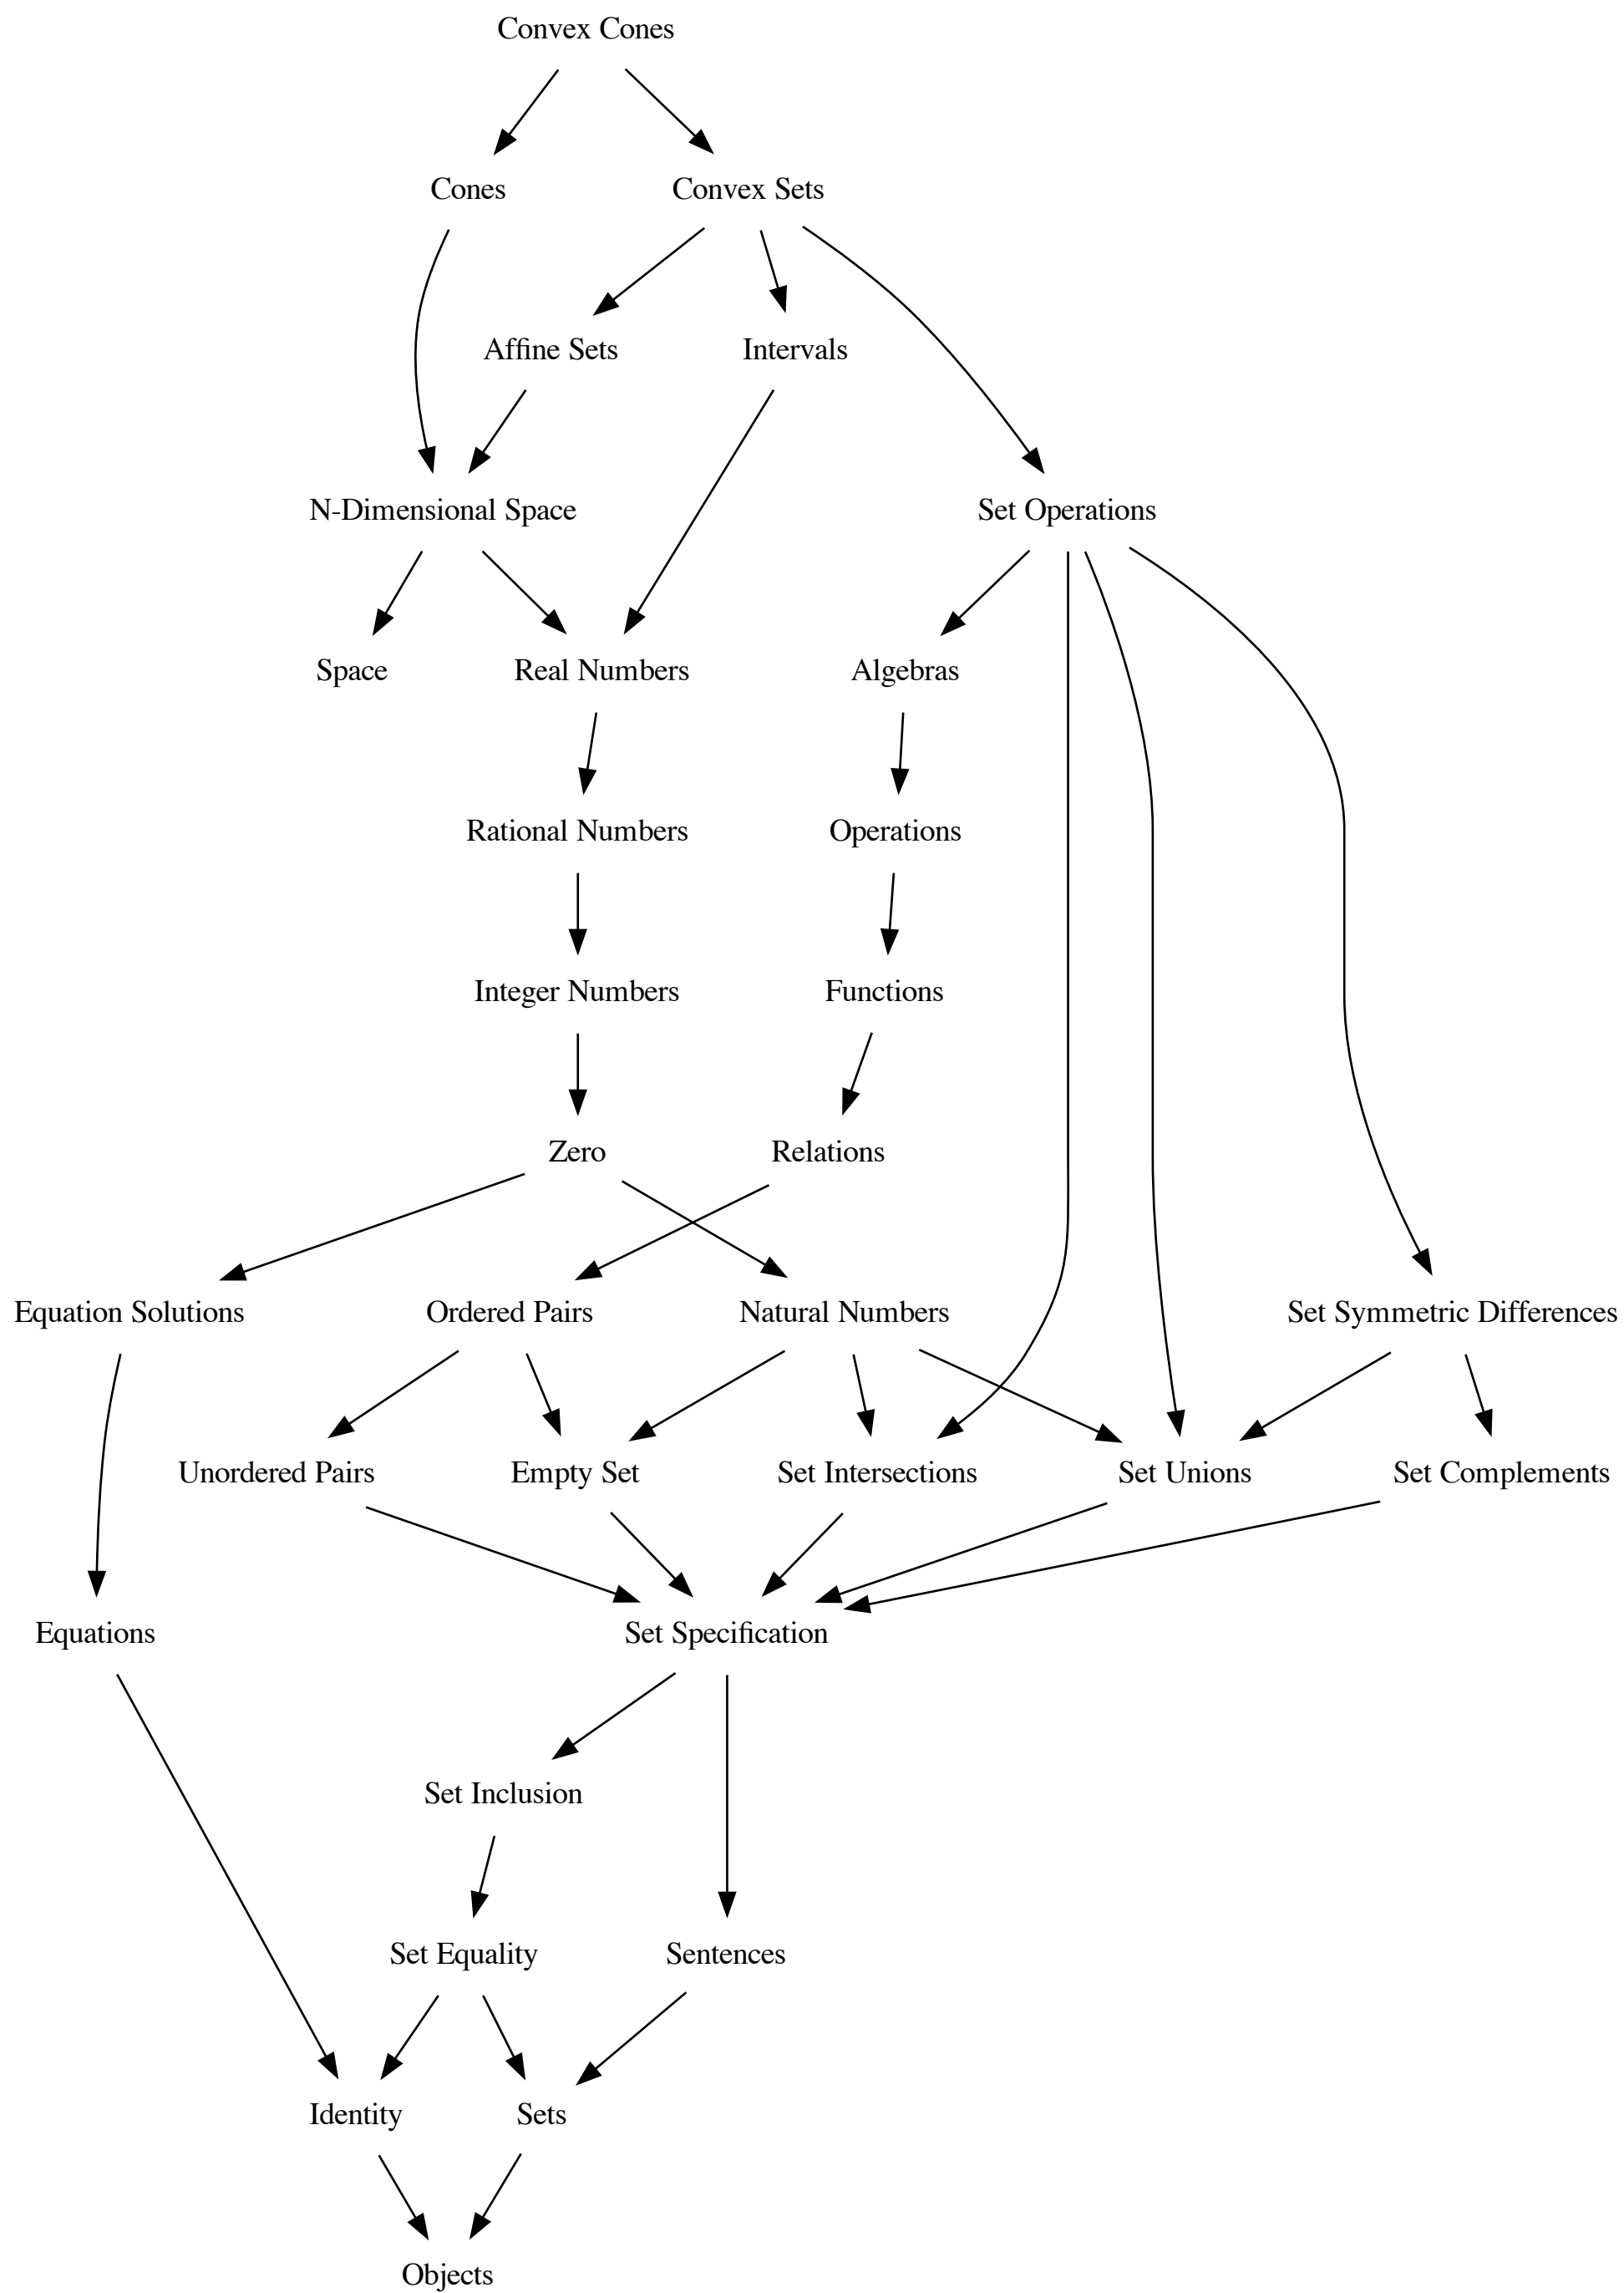 Convex Cones
Cones
Convex Sets
Affine Sets
Intervals
N-Dimensional Space
Set Operations
Space
Real Numbers
Algebras
Rational Numbers
Operations
Integer Numbers
Functions
Zero
Relations
Equation Solutions
Ordered Pairs
Natural Numbers
Set Symmetric Differences
Unordered Pairs
Empty Set
Set Intersections
Set Unions
Set Complements
Equations
Set Specification
Set Inclusion
Set Equality
Sentences
Identity
Sets
Objects